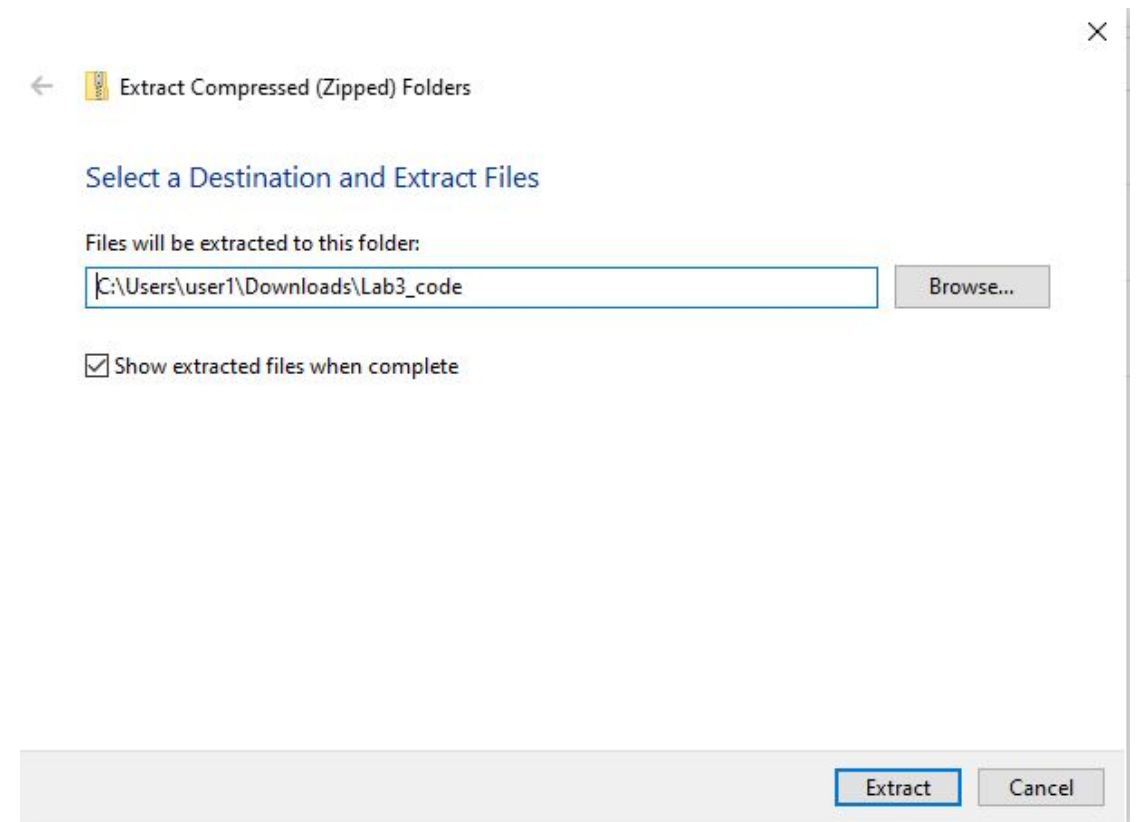 Extract Compressed (Zipped) Folders
Select a Destination and Extract Files
Files will be extracted to this folder:
C:\Users\user1\Downloads\Lab3_code
Browse...
Show extracted files when complete
Extract
Cancel